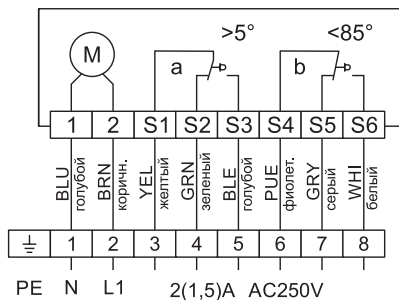 >5°
<85°
M
a
b
1 2 S1 S2 S3 S4 S5 S6
BLU
голубой
BRN
коричн.
YEL
желтый
GRN
зеленый
BLE
голубой
PUE
фиолет.
GRY
серый
WHI
белый
1 2 3 4 5 6 7 8
PE N L1 2(1,5)A AC250V